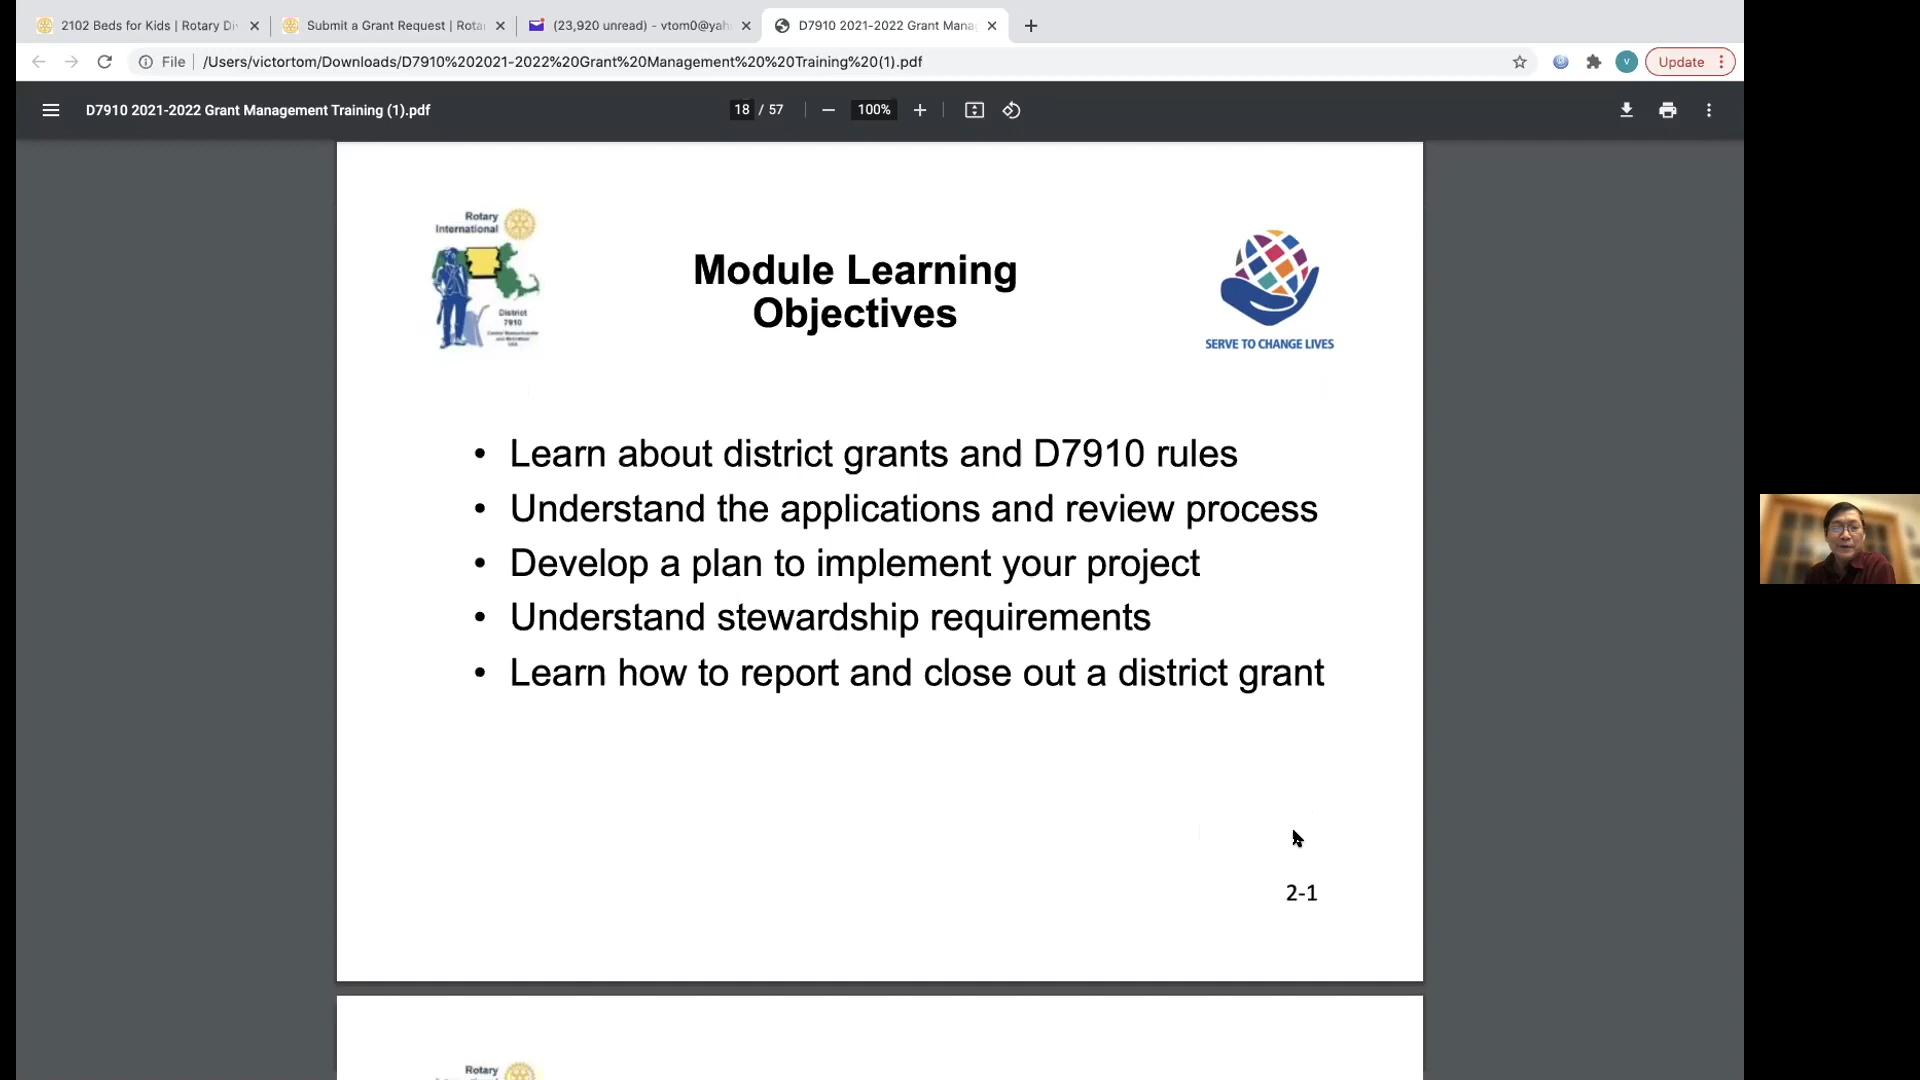 2102 Beds for Kids | Rotary Di
Submit a Grant Request | Rota
(23,920 unread) - vtom0@yah
D7910 2021-2022 Grant Mana
File
/Users/victortom/Downloads/D7910%202021-2022%20Grant%20Management%20%20Training%20(1).pdf
V
Update
D7910 2021-2022 Grant Management Training (1).pdf
18 / 57
100%
Rotary
International
District
7910
Module Learning
Objectives
SERVE TO CHANGE LIVES
• Learn about district grants and D7910 rules
• Understand the applications and review process
• Develop a plan to implement your project
• Understand stewardship requirements
• Learn how to report and close out a district grant
2-1
Rotary